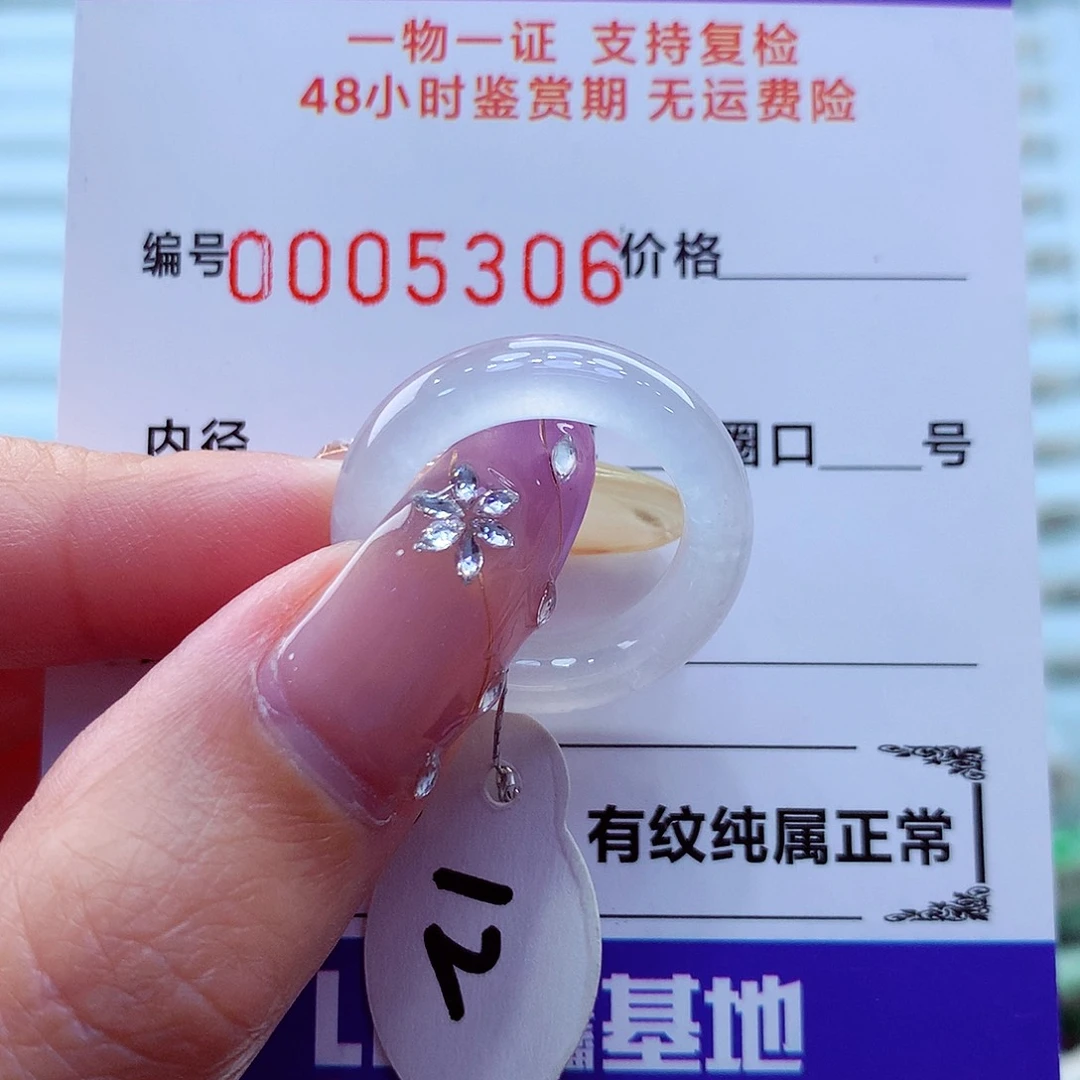 一物一证 支持复检
48小时鉴赏期 无运费险
编号0005306价格
内径 圈口 号
有纹纯属正常
12
基地